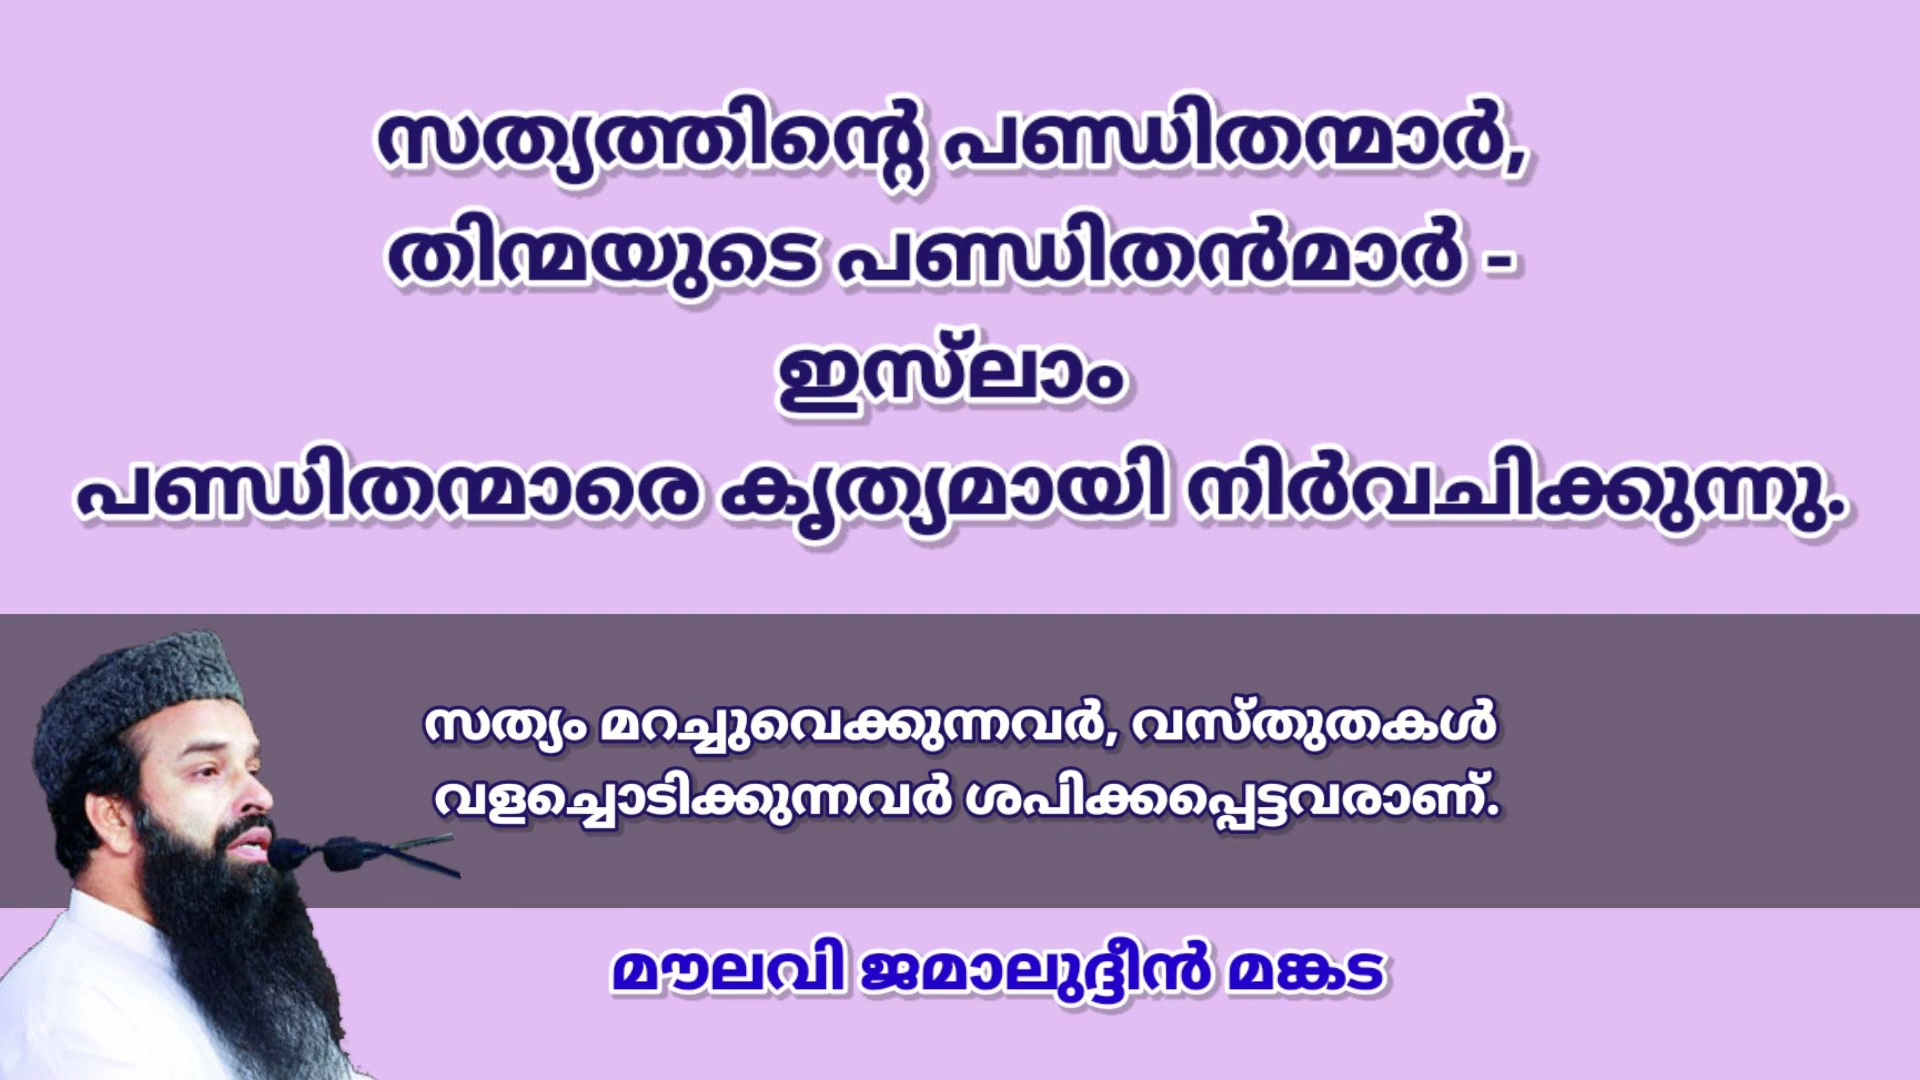 സത്യത്തിന്റെ പണ്ഡിതന്മാർ,
തിന്മയുടെ പണ്ഡിതൻമാർ -
ഇസ്‌ലാം
പണ്ഡിതന്മാരെ കൃത്യമായി നിർവചിക്കുന്നു.
സത്യം മറച്ചുവെക്കുന്നവർ, വസ്തുതകൾ
വളച്ചൊടിക്കുന്നവർ ശപിക്കപ്പെട്ടവരാണ്.
മൗലവി ജമാലുദ്ദീൻ മങ്കട